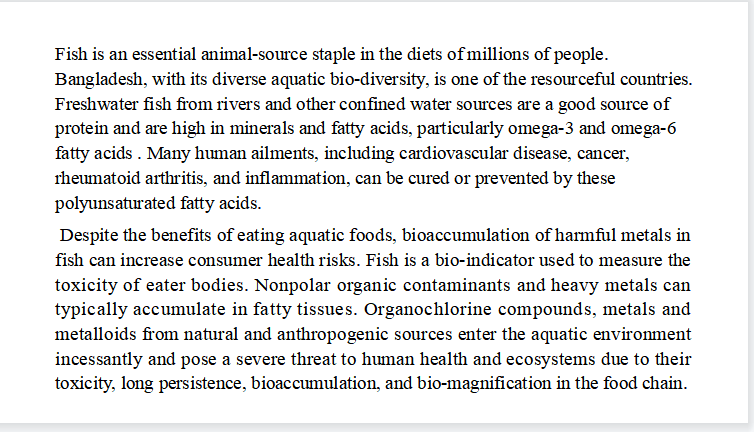 Fish is an essential animal-source staple in the diets of millions of people.
Bangladesh, with its diverse aquatic bio-diversity, is one of the resourceful countries.
Freshwater fish from rivers and other confined water sources are a good source of
protein and are high in minerals and fatty acids, particularly omega-3 and omega-6
fatty acids . Many human ailments, including cardiovascular disease, cancer,
rheumatoid arthritis, and inflammation, can be cured or prevented by these
polyunsaturated fatty acids.
Despite the benefits of eating aquatic foods, bioaccumulation of harmful metals in
fish can increase consumer health risks. Fish is a bio-indicator used to measure the
toxicity of eater bodies. Nonpolar organic contaminants and heavy metals can
typically accumulate in fatty tissues. Organochlorine compounds, metals and
metalloids from natural and anthropogenic sources enter the aquatic environment
incessantly and pose a severe threat to human health and ecosystems due to their
toxicity, long persistence, bioaccumulation, and bio-magnification in the food chain.